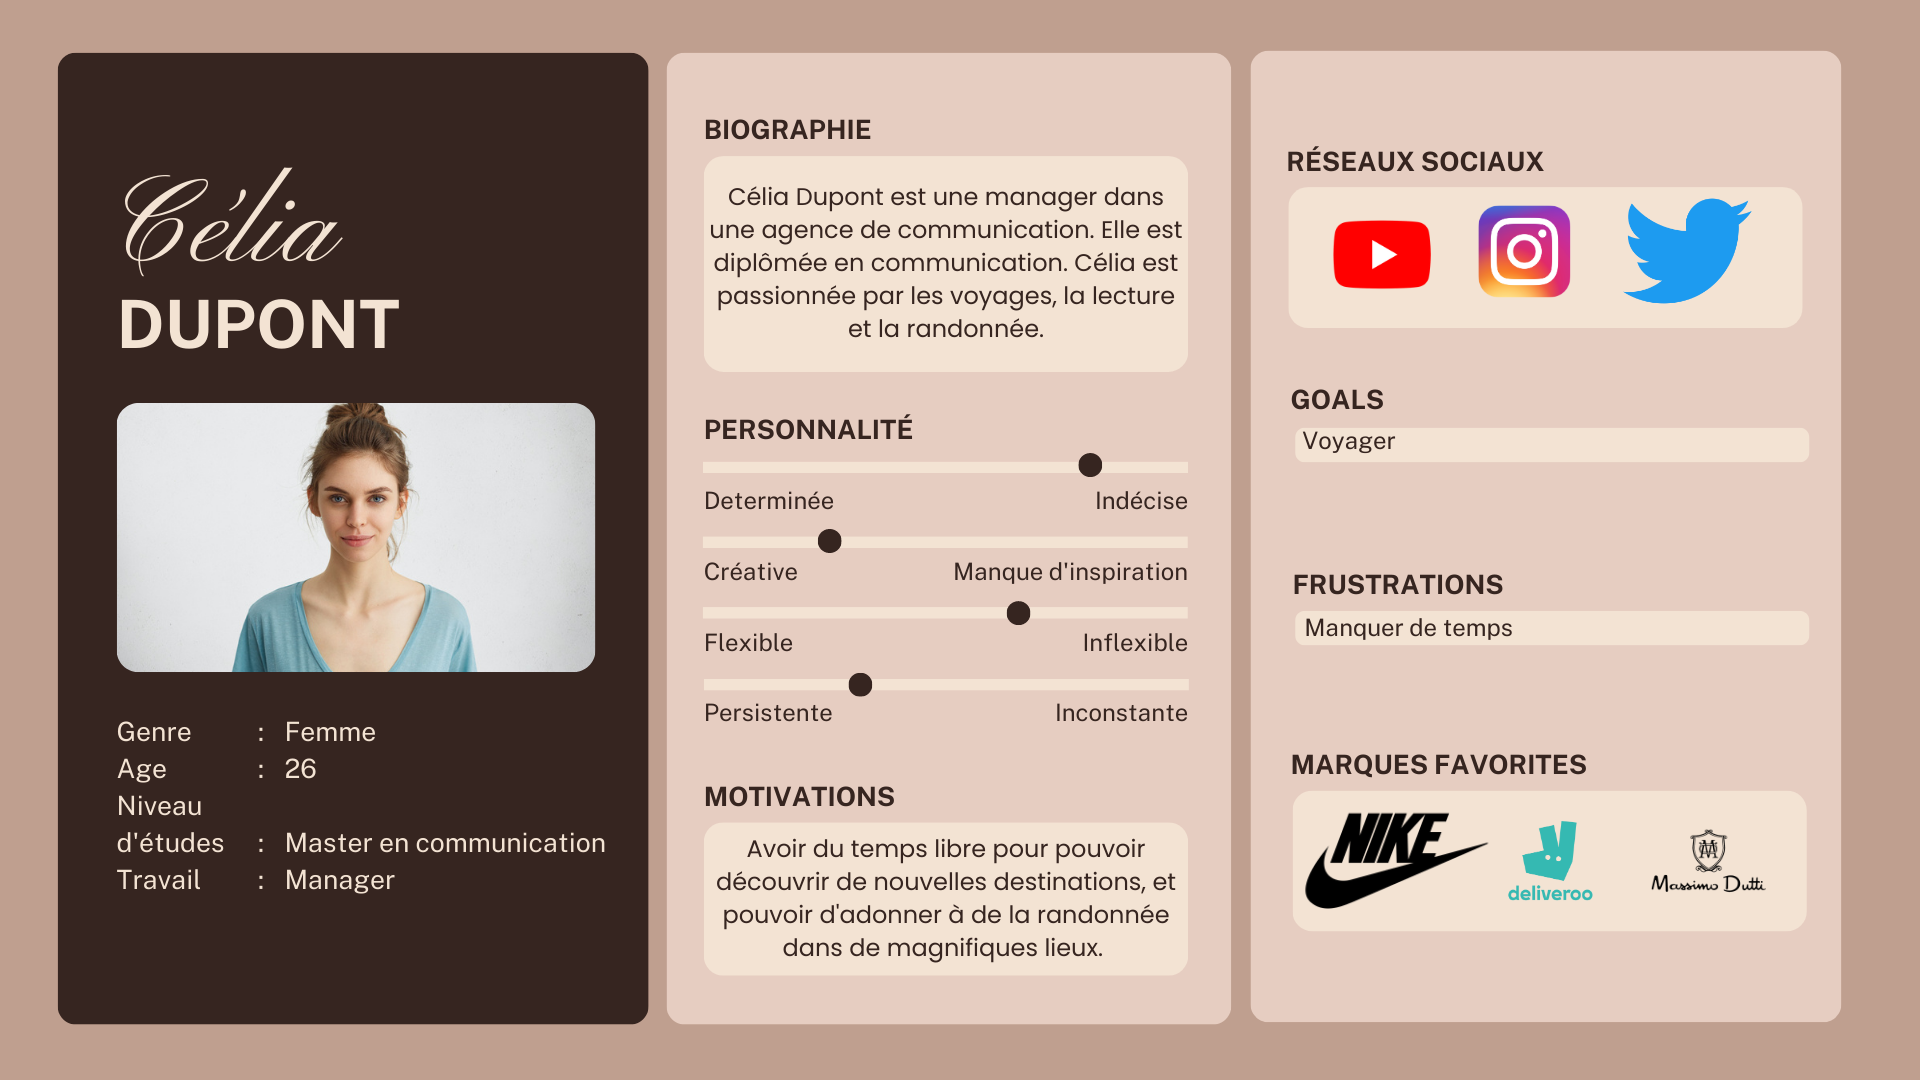 Célia
DUPONT
Genre : Femme
Age : 26
Niveau
d'études : Master en communication
Travail : Manager
BIOGRAPHIE
Célia Dupont est une manager dans
une agence de communication. Elle est
diplômée en communication. Célia est
passionnée par les voyages, la lecture
et la randonnée.
PERSONNALITÉ
Determinée Indécise
Créative Manque d'inspiration
Flexible Inflexible
Persistente Inconstante
MOTIVATIONS
Avoir du temps libre pour pouvoir
découvrir de nouvelles destinations, et
pouvoir d'adonner à de la randonnée
dans de magnifiques lieux.
RÉSEAUX SOCIAUX
GOALS
Voyager
FRUSTRATIONS
Manquer de temps
MARQUES FAVORITES
NIKE
deliveroo
Massimo Dutti